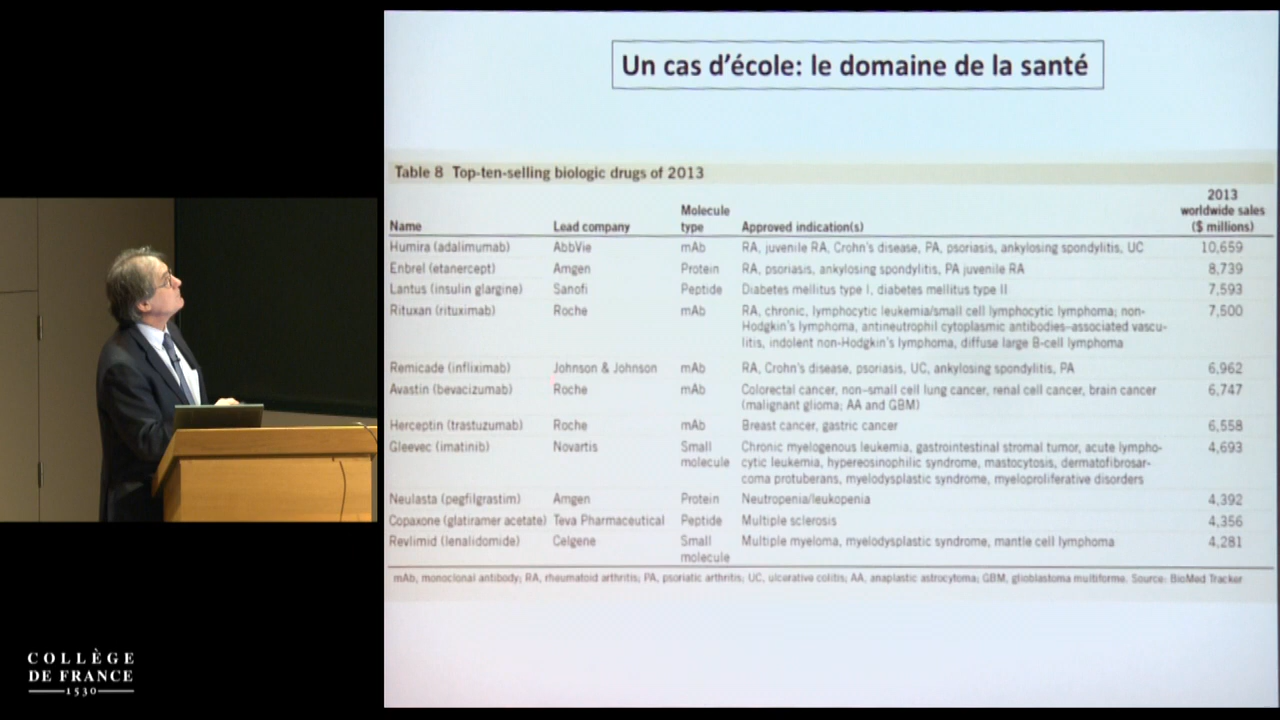 Un cas d'école: le domaine de la santé
Table 8 Top-ten-selling biologic drugs of 2013
Name Lead company Molecule type Approved indication(s) 2013 worldwide sales ($ millions)
Humira (adalimumab) AbbVie mAb RA, juvenile RA, Crohn's disease, PA, psoriasis, ankylosing spondylitis, UC 10,659
Enbrel (etanercept) Amgen Protein RA, psoriasis, ankylosing spondylitis, PA juvenile RA 8,739
Lantus (insulin glargine) Sanofi Peptide Diabetes mellitus type I, diabetes mellitus type II 7,593
Rituxan (rituximab) Roche mAb RA, chronic, lymphocytic leukemia/small cell lymphocytic lymphoma; non- 7,500
Hodgkin's lymphoma, antineutrophil cytoplasmic antibodies–associated vascu-
litis, indolent non-Hodgkin's lymphoma, diffuse large B-cell lymphoma
Remicade (infliximab) Johnson & Johnson mAb RA, Crohn's disease, psoriasis, UC, ankylosing spondylitis, PA 6,962
Avastin (bevacizumab) Roche mAb Colorectal cancer, non–small cell lung cancer, renal cell cancer, brain cancer 6,747
(malignant glioma; AA and GBM)
Herceptin (trastuzumab) Roche mAb Breast cancer, gastric cancer 6,558
Gleevec (imatinib) Novartis Small Chronic myelogenous leukemia, gastrointestinal stromal tumor, acute lympho- 4,693
molecule cytic leukemia, hypereosinophilic syndrome, mastocytosis, dermatofibrosar-
coma protuberans, myelodysplastic syndrome, myeloproliferative disorders
Neulasta (pegfilgrastim) Amgen Protein Neutropenia/leukopenia 4,392
Copaxone (glatiramer acetate) Teva Pharmaceutical Peptide Multiple sclerosis 4,356
Revlimid (lenalidomide) Celgene Small Multiple myeloma, myelodysplastic syndrome, mantle cell lymphoma 4,281
molecule
mAb, monoclonal antibody; RA, rheumatoid arthritis; PA, psoriatic arthritis; UC, ulcerative colitis; AA, anaplastic astrocytoma; GBM, glioblastoma multiforme. Source: BioMed Tracker
COLLÈGE
DE FRANCE
1530